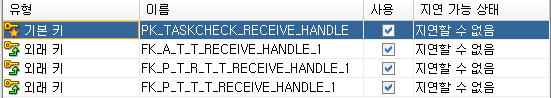 유형 이름 사용 지연 가능 상태
기본 키 PK_TASKCHECK_RECEIVE_HANDLE 지연할 수 없음
외래 키 FK_A_T_T_RECEIVE_HANDLE_1 지연할 수 없음
외래 키 FK_P_T_R_T_T_RECEIVE_HANDLE_1 지연할 수 없음
외래 키 FK_P_T_T_RECEIVE_HANDLE_1 지연할 수 없음